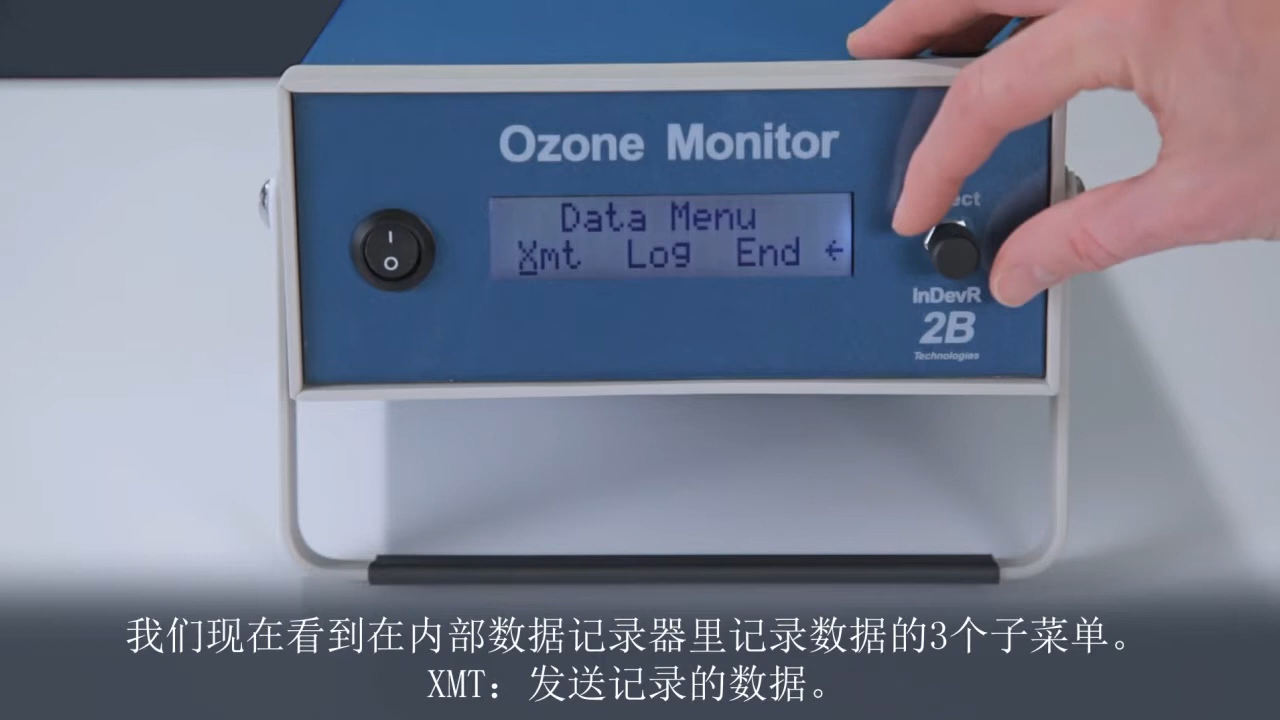 Ozone Monitor
Data Menu
Xmt Log End ←
InDevR
2B
Technologies
我们现在看到在内部数据记录器里记录数据的3个子菜单。
XMT：发送记录的数据。